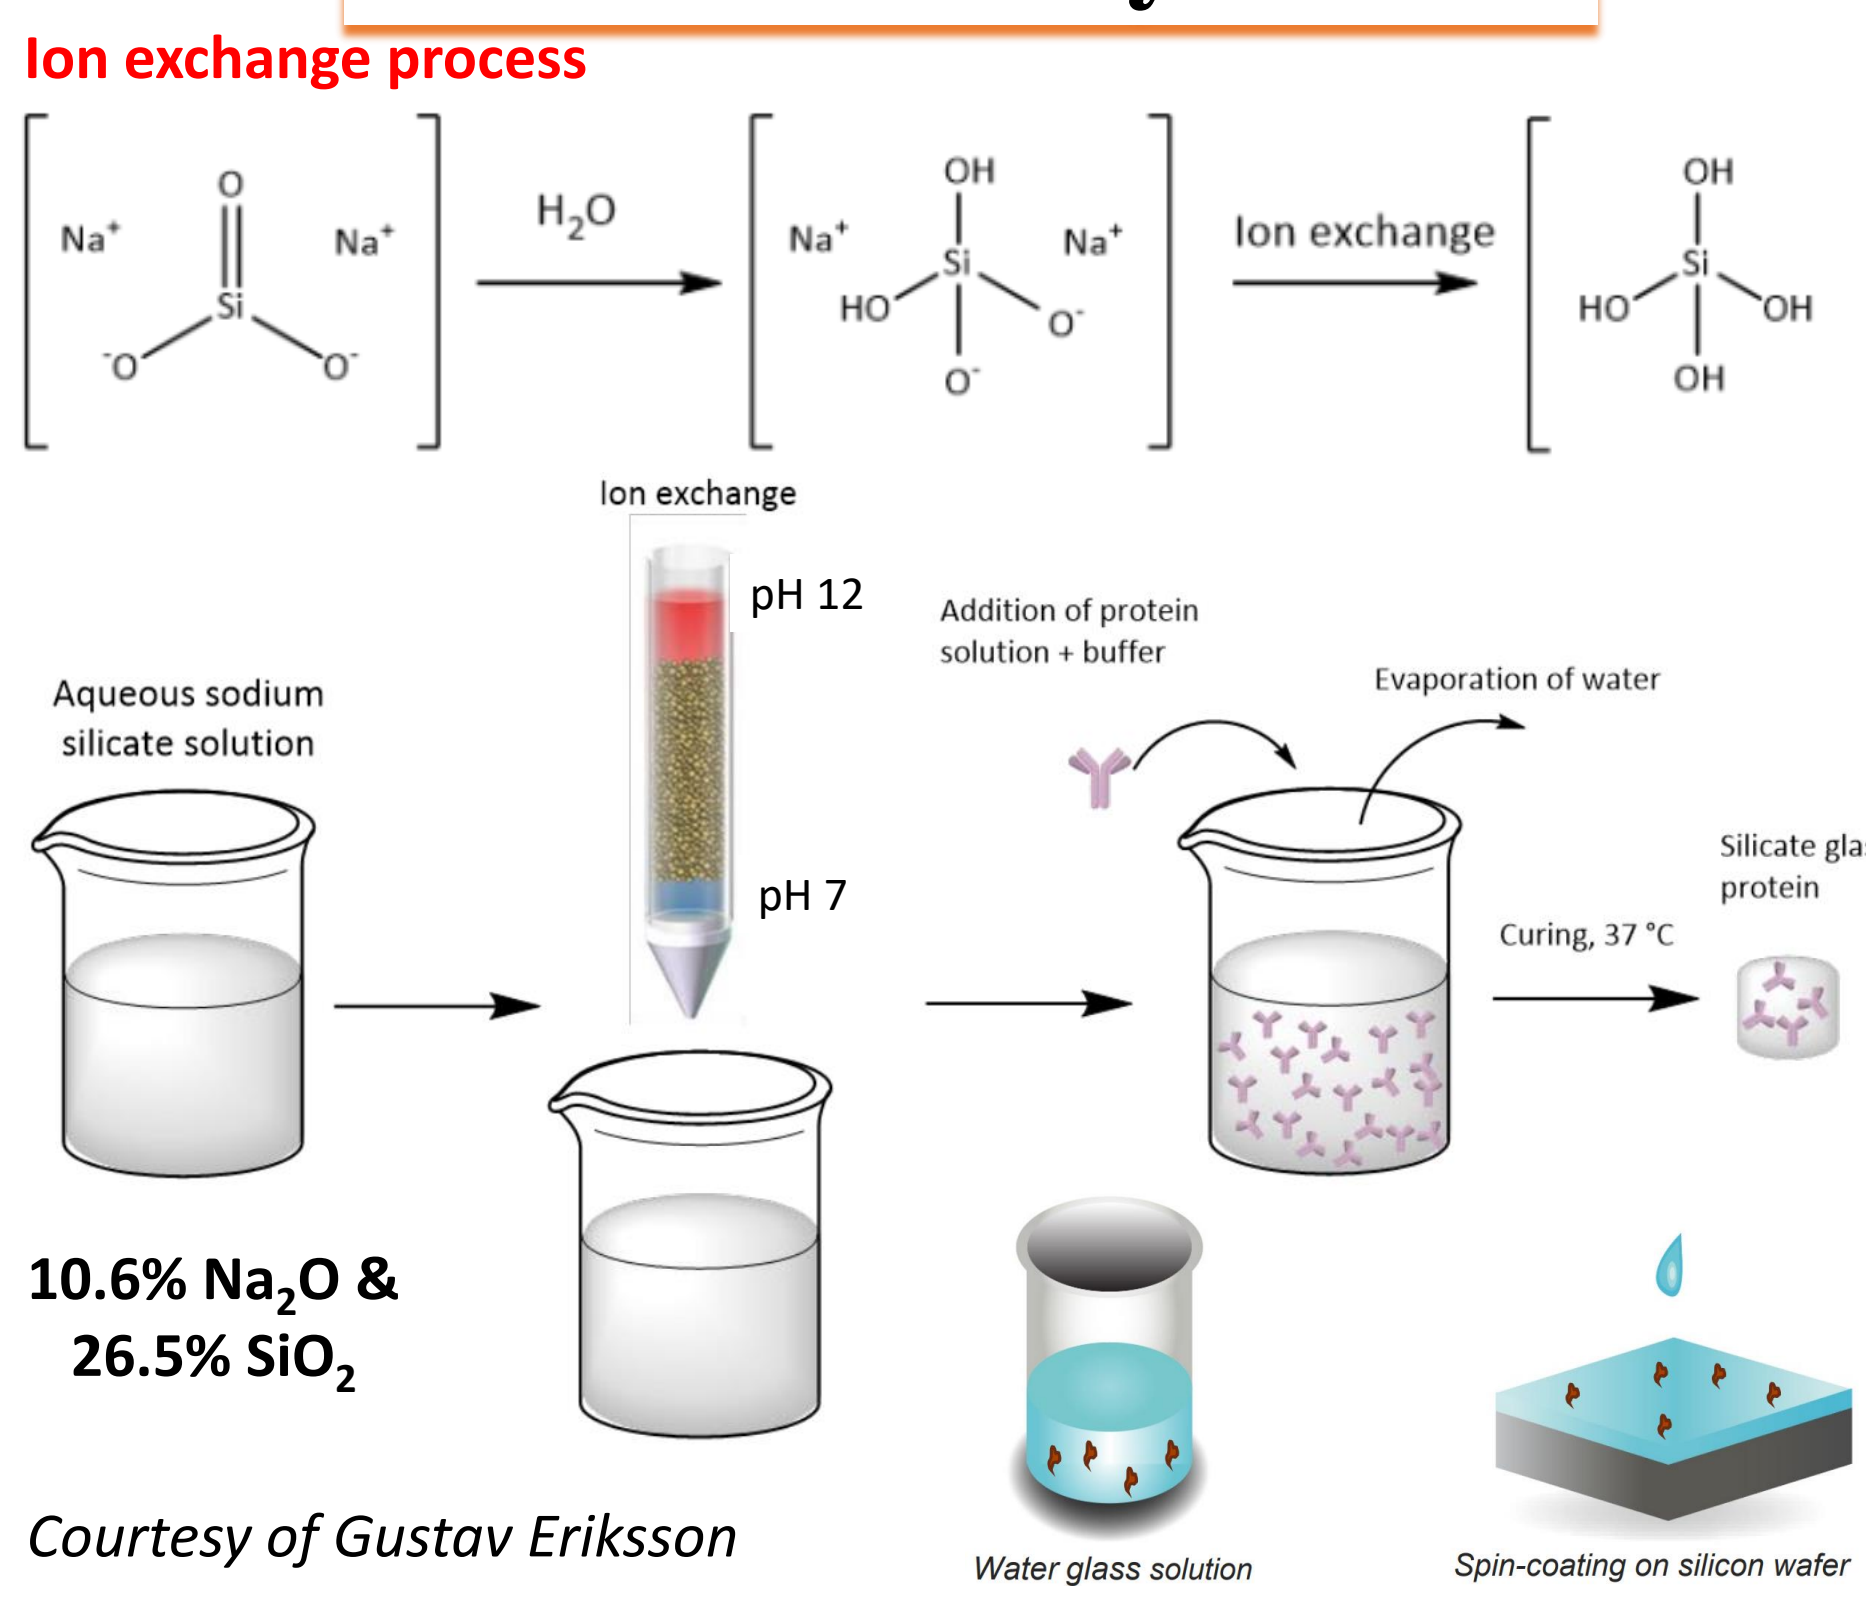 Ion exchange process
O
Na⁺ Na⁺
Si
⁻O O⁻
H₂O
OH
Na⁺ Na⁺
Si
HO O⁻
O⁻
Ion exchange
OH
Si
HO OH
OH
Ion exchange
pH 12
pH 7
Aqueous sodium
silicate solution
Addition of protein
solution + buffer
Evaporation of water
Curing, 37 °C
Silicate
protein
10.6% Na₂O &
26.5% SiO₂
Courtesy of Gustav Eriksson
Water glass solution
Spin-coating on silicon wafer